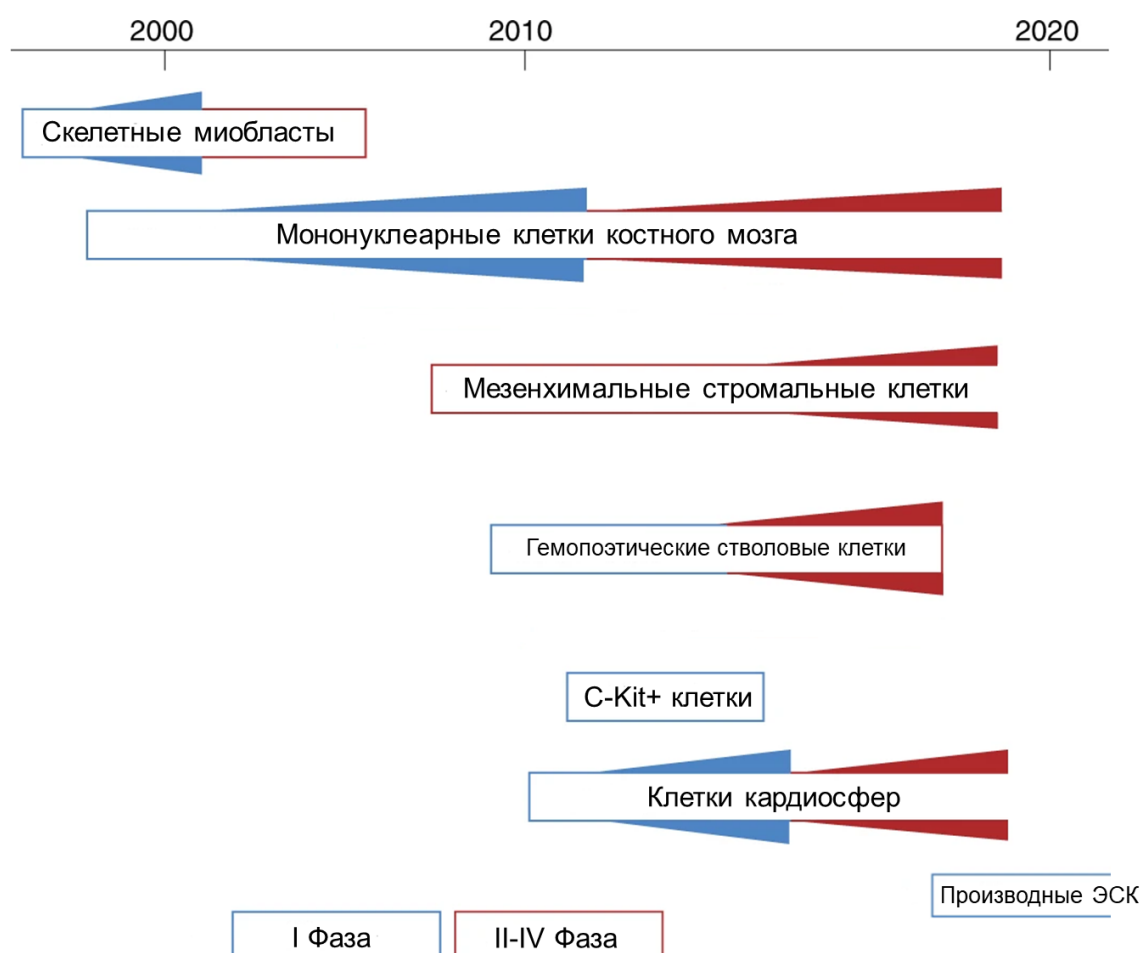 2000 2010 2020
Скелетные миобласты
Мононуклеарные клетки костного мозга
Мезенхимальные стромальные клетки
Гемопоэтические стволовые клетки
C-Kit+ клетки
Клетки кардиосфер
Производные ЭСК
I Фаза II-IV Фаза